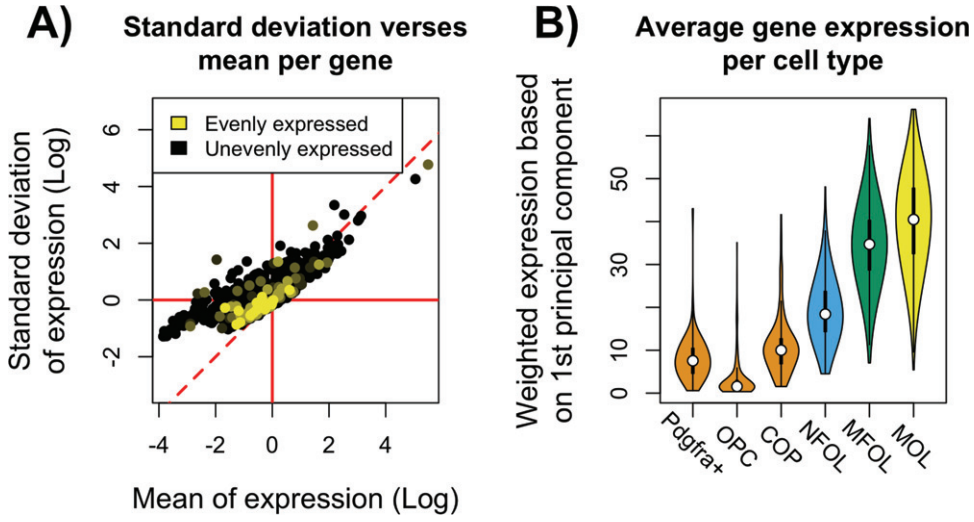 A)
Standard deviation verses
mean per gene
Standard deviation
of expression (Log)
6
4
2
0
-2
Evenly expressed
Unevenly expressed
-4
-2
0
2
4
Mean of expression (Log)
B)
Average gene expression
per cell type
Weighted expression based
on 1st principal component
50
30
10
0
Pdgfra+
OPC
COP
NFOL
MFOL
MOL